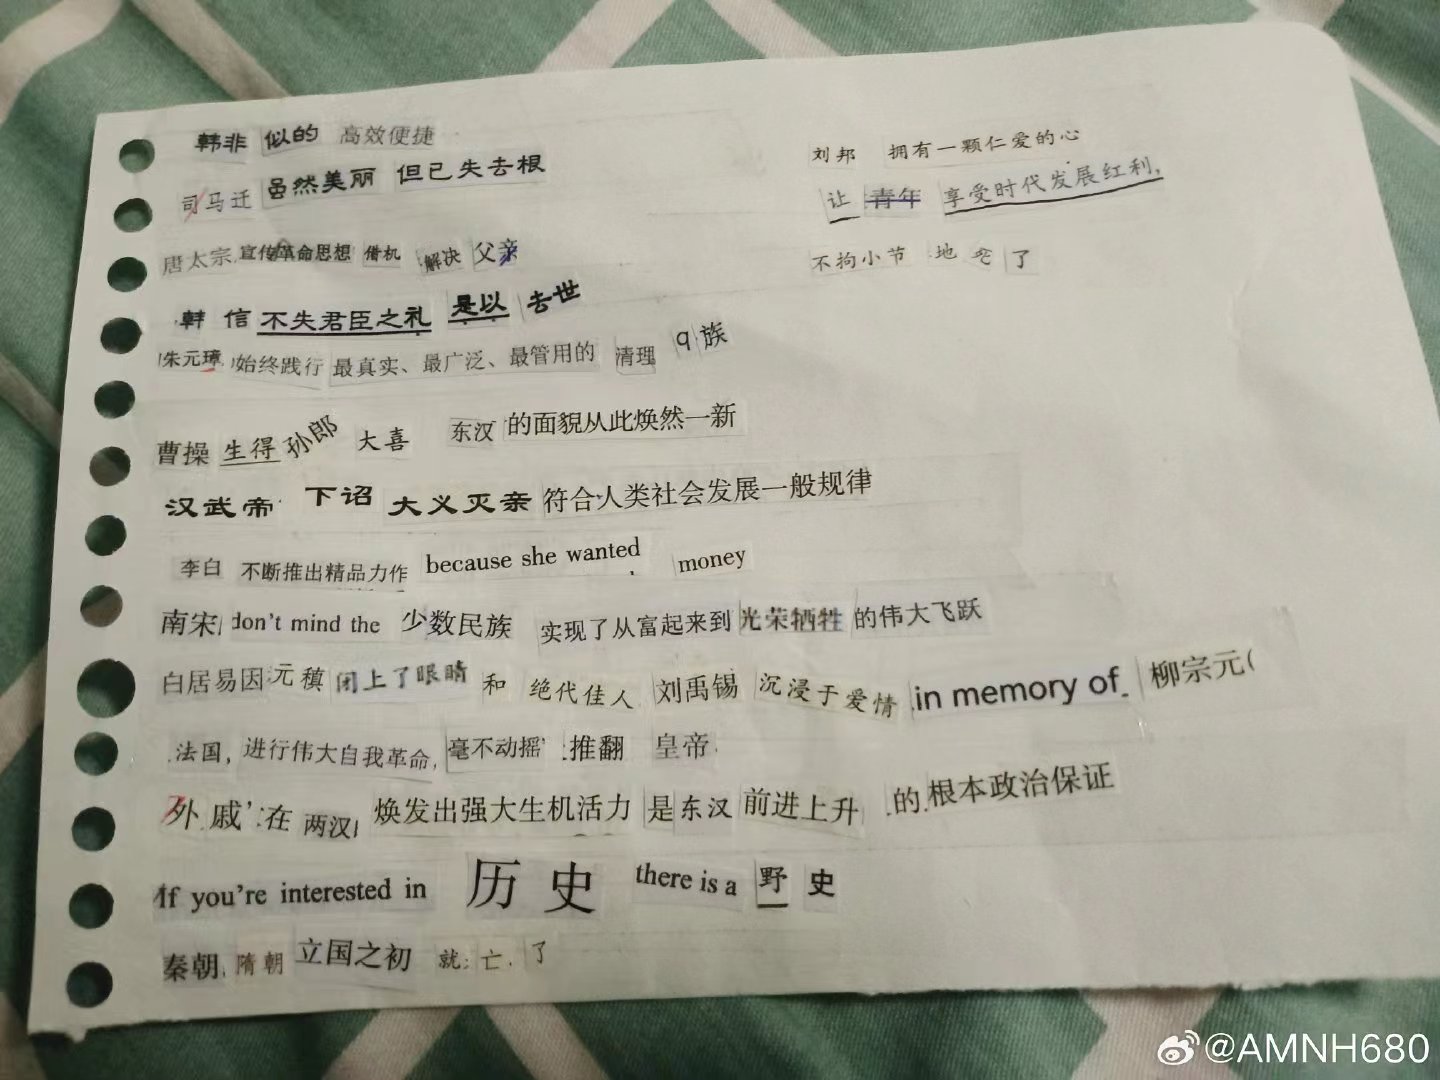 韩非 似的 高效便捷
司马迁 虽然美丽 但已失去根
唐太宗,宣传革命思想 借机 解决 父亲
韩 信 不失君臣之礼 是以 去世
朱元璋,始终践行 最真实、最广泛、最管用的 清理 9 族
曹操 生得 孙郎 大喜 东汉 的面貌从此焕然一新
汉武帝 下诏 大义灭亲 符合人类社会发展一般规律
李白 不断推出精品力作 because she wanted money
南宋 don't mind the 少数民族 实现了从富起来到 光荣牺牲 的伟大飞跃
白居易因 元稹 闭上了眼睛 和 绝代佳人 刘禹锡 沉浸于爱情 in memory of 柳宗元(
法国, 进行伟大自我革命, 毫不动摇 推翻 皇帝
外戚 在 两汉 焕发出强大生机活力 是 东汉 前进上升 的 根本政治保证
If you're interested in 历史 there is a 野 史
秦朝, 隋朝 立国之初 就 亡 了
刘邦 拥有一颗仁爱的心
让 青年 享受时代发展红利,
不拘小节 地 死 了
@AMNH680